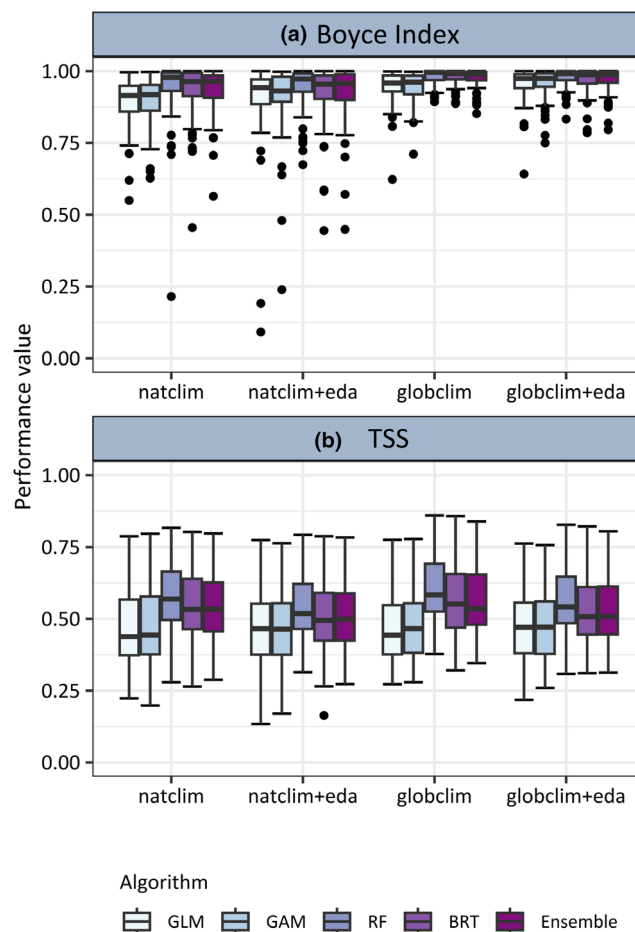 (a) Boyce Index
1.00
0.75
0.50
0.25
0.00
natclim natclim+eda globclim globclim+eda
Performance value
(b) TSS
1.00
0.75
0.50
0.25
0.00
natclim natclim+eda globclim globclim+eda
Algorithm
GLM GAM RF BRT Ensemble